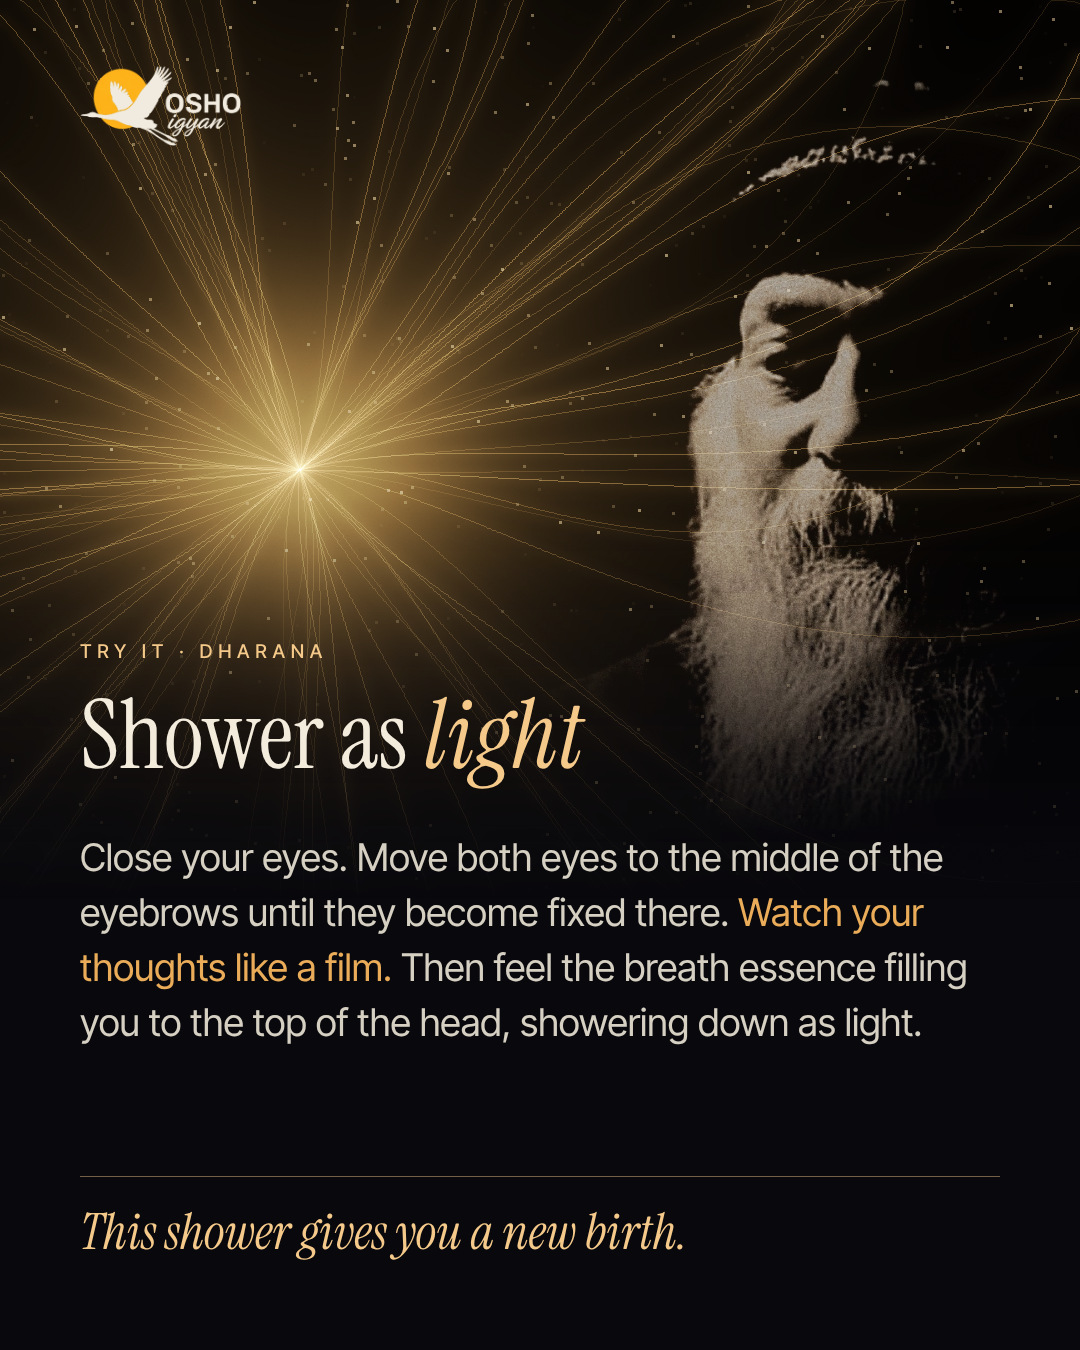 OSHO
igyan
TRY IT · DHARANA
Shower as light
Close your eyes. Move both eyes to the middle of the
eyebrows until they become fixed there. Watch your
thoughts like a film. Then feel the breath essence filling
you to the top of the head, showering down as light.
This shower gives you a new birth.